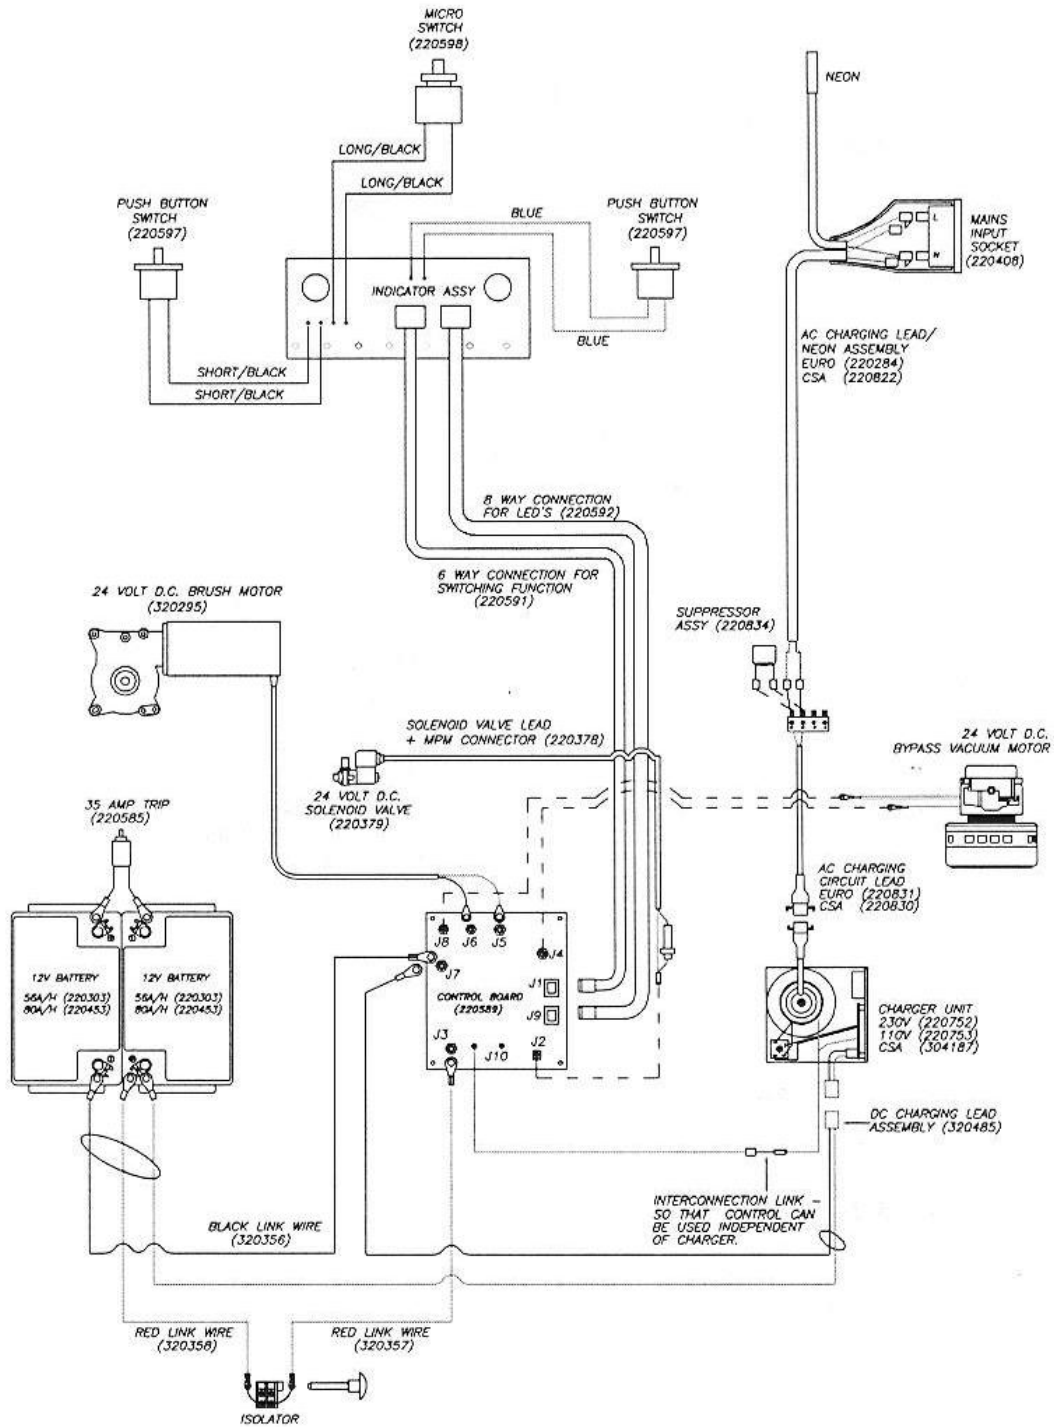 MICRO
SWITCH
(220598)
NEON
LONG/BLACK
LONG/BLACK
PUSH BUTTON
SWITCH
(220597)
BLUE
PUSH BUTTON
SWITCH
(220597)
L
N
MAINS
INPUT
SOCKET
(220408)
INDICATOR ASSY
BLUE
AC CHARGING LEAD/
NEON ASSEMBLY
EURO (220284)
CSA (220822)
SHORT/BLACK
SHORT/BLACK
8 WAY CONNECTION
FOR LED'S (220592)
6 WAY CONNECTION FOR
SWITCHING FUNCTION
(220591)
24 VOLT D.C. BRUSH MOTOR
(320295)
SUPPRESSOR
ASSY (220834)
SOLENOID VALVE LEAD
+ MPM CONNECTOR (220378)
24 VOLT D.C.
BYPASS VACUUM MOTOR
24 VOLT D.C.
SOLENOID VALVE
(220379)
35 AMP TRIP
(220585)
AC CHARGING
CIRCUIT LEAD
EURO (220831)
CSA (220830)
J8
J6
J5
J4
J7
12V BATTERY
56A/H (220303)
80A/H (220453)
12V BATTERY
56A/H (220303)
80A/H (220453)
CONTROL BOARD
(220589)
J1
J9
J3
J10
J2
CHARGER UNIT
230V (220752)
110V (220753)
CSA (304187)
DC CHARGING LEAD
ASSEMBLY (320485)
INTERCONNECTION LINK -
SO THAT CONTROL CAN
BE USED INDEPENDENT
OF CHARGER.
BLACK LINK WIRE
(320356)
RED LINK WIRE
(320358)
RED LINK WIRE
(320357)
ISOLATOR